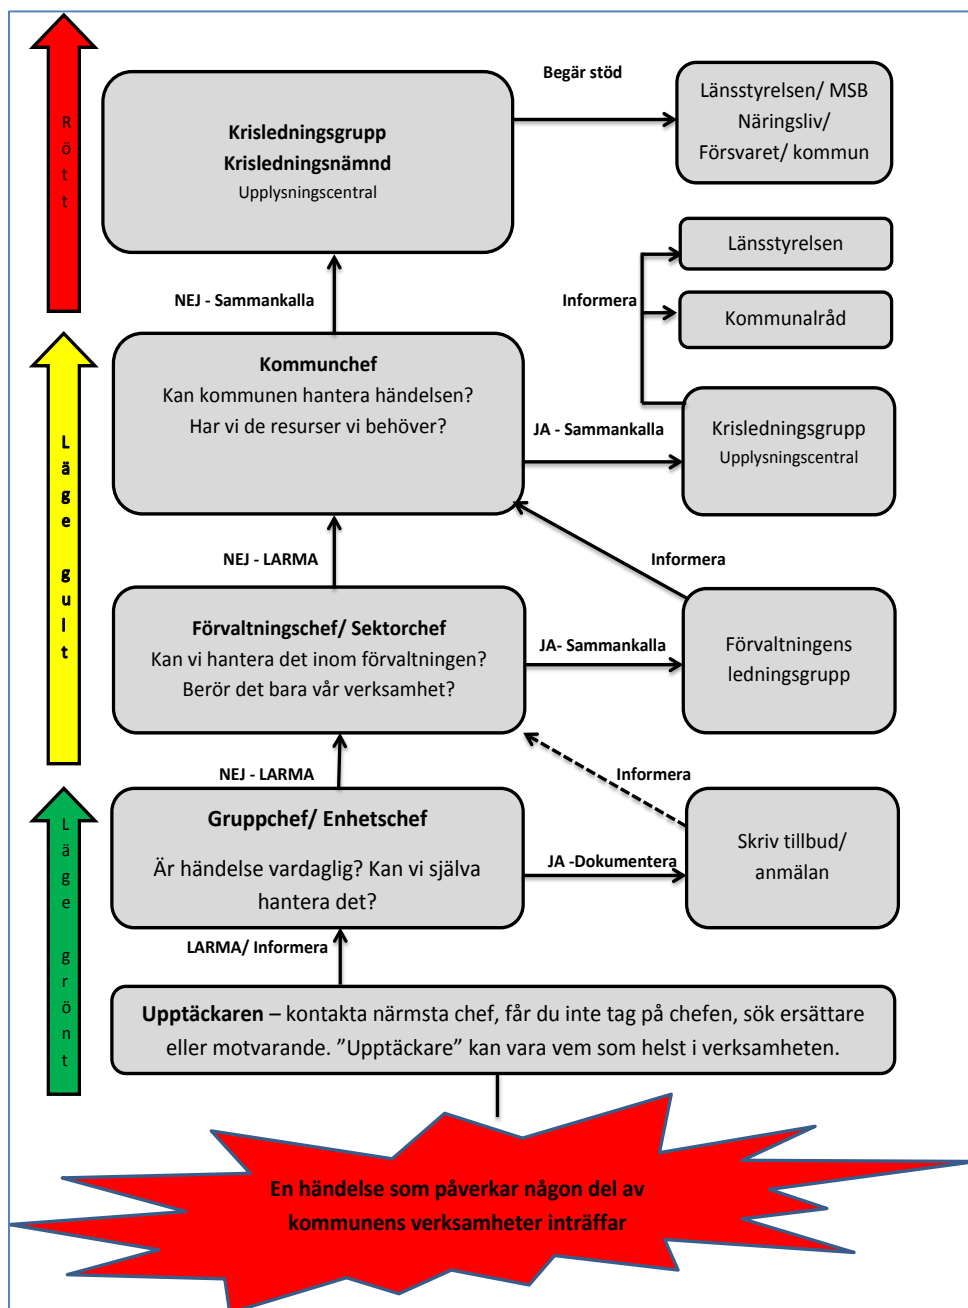 Rött
Begär stöd
Krisledningsgrupp
Krisledningsnämnd
Upplysningscentral
Länsstyrelsen/ MSB
Näringsliv/
Försvaret/ kommun
NEJ - Sammankalla
Informera
Länsstyrelsen
Kommunalråd
Läge gult
Kommunchef
Kan kommunen hantera händelsen?
Har vi de resurser vi behöver?
JA - Sammankalla
Krisledningsgrupp
Upplysningscentral
NEJ - LARMA
Informera
Förvaltningschef/ Sektorchef
Kan vi hantera det inom förvaltningen?
Berör det bara vår verksamhet?
JA- Sammankalla
Förvaltningens
ledningsgrupp
NEJ - LARMA
Informera
Läge grönt
Gruppchef/ Enhetschef
Är händelse vardaglig? Kan vi själva
hantera det?
JA -Dokumentera
Skriv tillbud/
anmälan
LARMA/ Informera
Upptäckaren – kontakta närmsta chef, får du inte tag på chefen, sök ersättare
eller motvarande. ”Upptäckare” kan vara vem som helst i verksamheten.
En händelse som påverkar någon del av
kommunens verksamheter inträffar